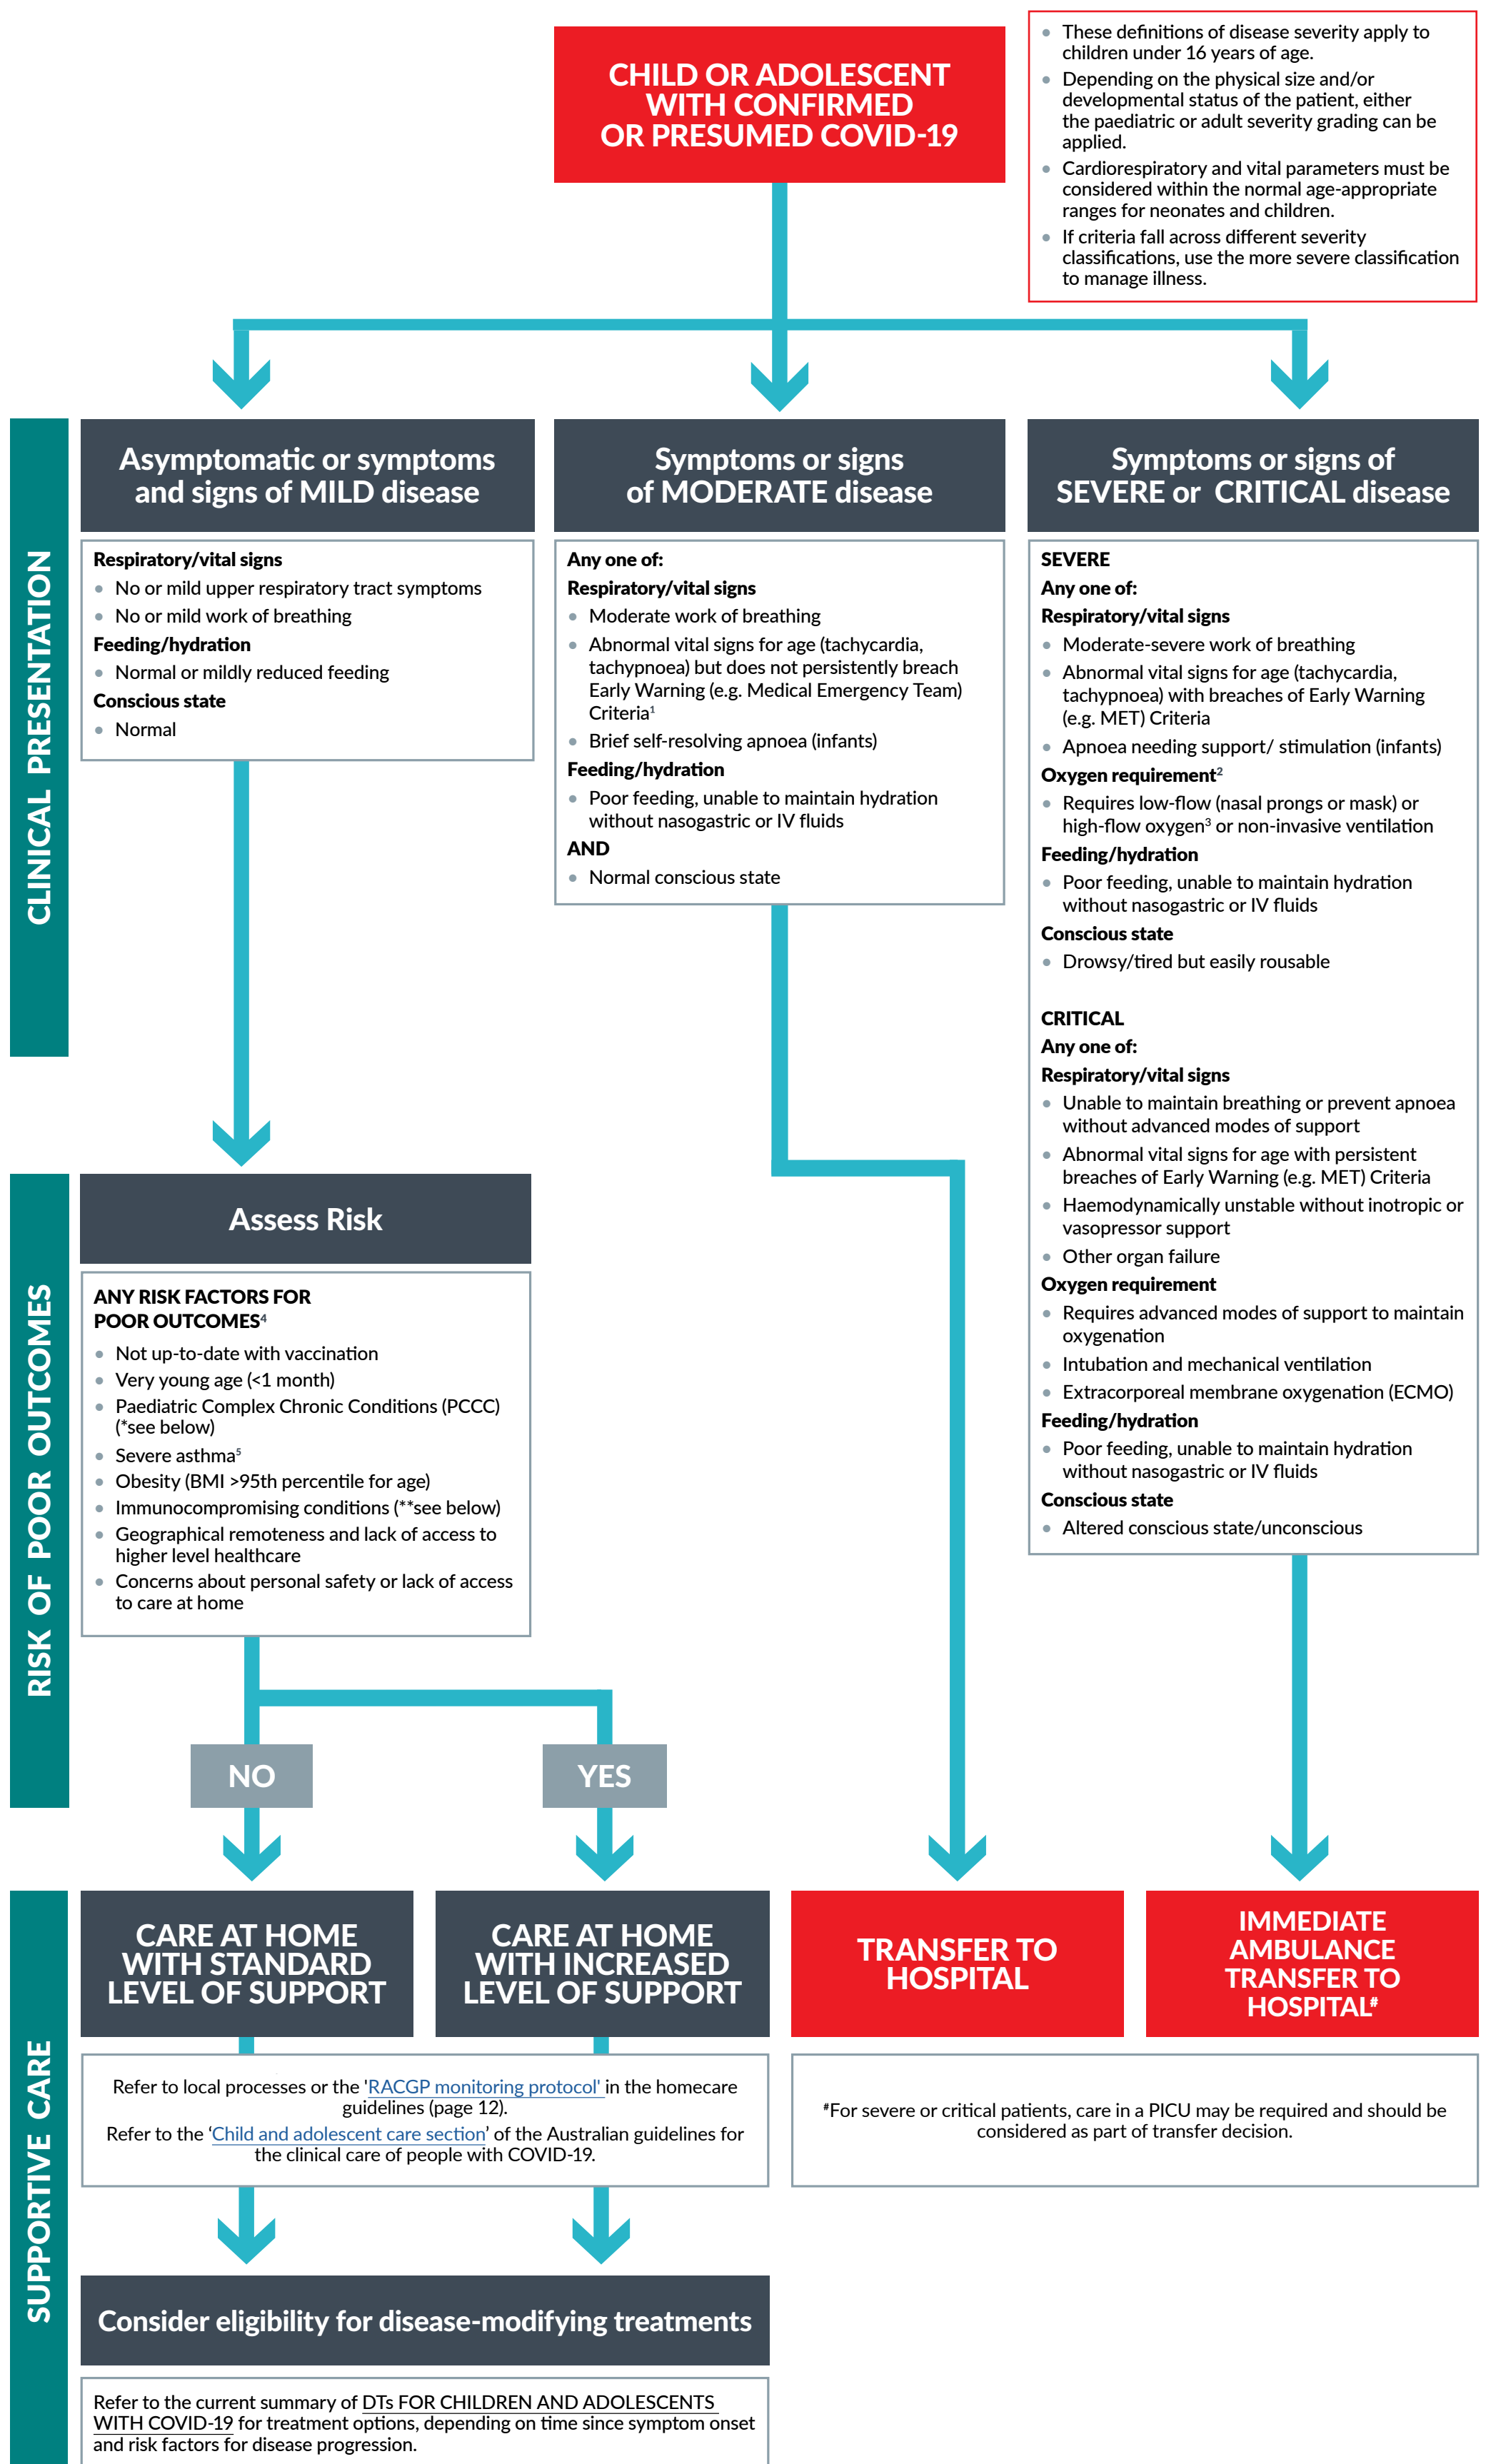 CHILD OR ADOLESCENT
WITH CONFIRMED
OR PRESUMED COVID-19
● These definitions of disease severity apply to
children under 16 years of age.
● Depending on the physical size and/or
developmental status of the patient, either
the paediatric or adult severity grading can be
applied.
● Cardiorespiratory and vital parameters must be
considered within the normal age-appropriate
ranges for neonates and children.
● If criteria fall across different severity
classifications, use the more severe classification
to manage illness.
CLINICAL PRESENTATION
Asymptomatic or symptoms
and signs of MILD disease
Respiratory/vital signs
● No or mild upper respiratory tract symptoms
● No or mild work of breathing
Feeding/hydration
● Normal or mildly reduced feeding
Conscious state
● Normal
Symptoms or signs
of MODERATE disease
Any one of:
Respiratory/vital signs
● Moderate work of breathing
● Abnormal vital signs for age (tachycardia,
tachypnoea) but does not persistently breach
Early Warning (e.g. Medical Emergency Team)
Criteria¹
● Brief self-resolving apnoea (infants)
Feeding/hydration
● Poor feeding, unable to maintain hydration
without nasogastric or IV fluids
AND
● Normal conscious state
Symptoms or signs of
SEVERE or CRITICAL disease
SEVERE
Any one of:
Respiratory/vital signs
● Moderate-severe work of breathing
● Abnormal vital signs for age (tachycardia,
tachypnoea) with breaches of Early Warning
(e.g. MET) Criteria
● Apnoea needing support/ stimulation (infants)
Oxygen requirement²
● Requires low-flow (nasal prongs or mask) or
high-flow oxygen³ or non-invasive ventilation
Feeding/hydration
● Poor feeding, unable to maintain hydration
without nasogastric or IV fluids
Conscious state
● Drowsy/tired but easily rousable
CRITICAL
Any one of:
Respiratory/vital signs
● Unable to maintain breathing or prevent apnoea
without advanced modes of support
● Abnormal vital signs for age with persistent
breaches of Early Warning (e.g. MET) Criteria
● Haemodynamically unstable without inotropic or
vasopressor support
● Other organ failure
Oxygen requirement
● Requires advanced modes of support to maintain
oxygenation
● Intubation and mechanical ventilation
● Extracorporeal membrane oxygenation (ECMO)
Feeding/hydration
● Poor feeding, unable to maintain hydration
without nasogastric or IV fluids
Conscious state
● Altered conscious state/unconscious
RISK OF POOR OUTCOMES
Assess Risk
ANY RISK FACTORS FOR
POOR OUTCOMES⁴
● Not up-to-date with vaccination
● Very young age (<1 month)
● Paediatric Complex Chronic Conditions (PCCC)
(*see below)
● Severe asthma⁵
● Obesity (BMI >95th percentile for age)
● Immunocompromising conditions (**see below)
● Geographical remoteness and lack of access to
higher level healthcare
● Concerns about personal safety or lack of access
to care at home
NO
YES
SUPPORTIVE CARE
CARE AT HOME
WITH STANDARD
LEVEL OF SUPPORT
CARE AT HOME
WITH INCREASED
LEVEL OF SUPPORT
TRANSFER TO
HOSPITAL
IMMEDIATE
AMBULANCE
TRANSFER TO
HOSPITAL#
Refer to local processes or the 'RACGP monitoring protocol' in the homecare
guidelines (page 12).
Refer to the ‘Child and adolescent care section’ of the Australian guidelines for
the clinical care of people with COVID-19.
#For severe or critical patients, care in a PICU may be required and should be
considered as part of transfer decision.
Consider eligibility for disease-modifying treatments
Refer to the current summary of DTs FOR CHILDREN AND ADOLESCENTS
WITH COVID-19 for treatment options, depending on time since symptom onset
and risk factors for disease progression.